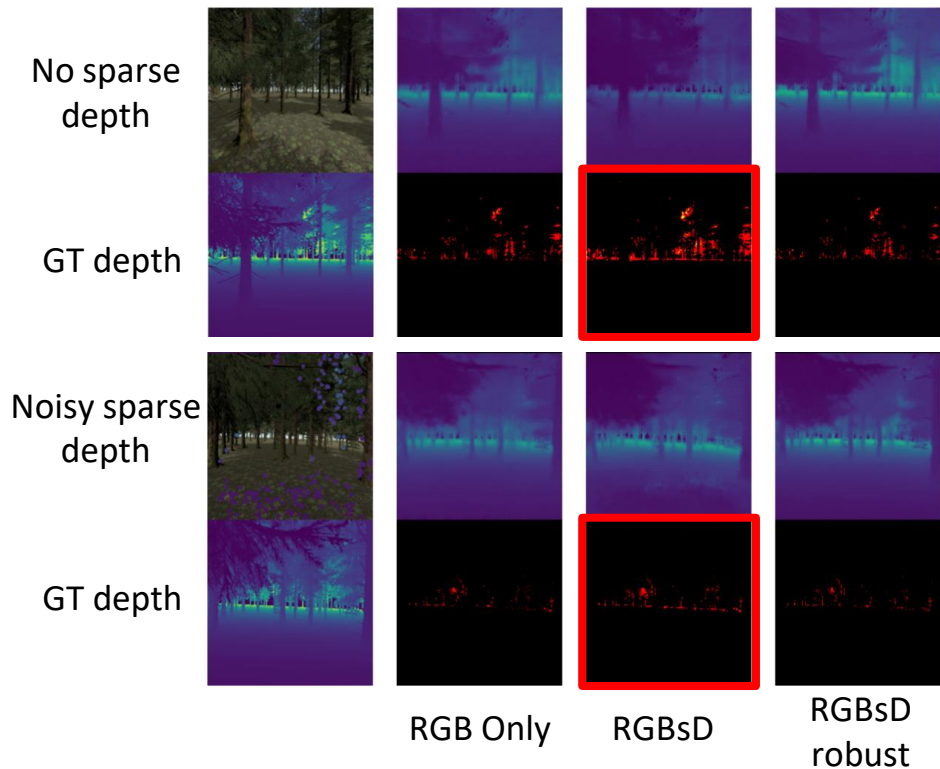 No sparse
depth
GT depth
Noisy sparse
depth
GT depth
RGB Only
RGBsD
RGBsD
robust